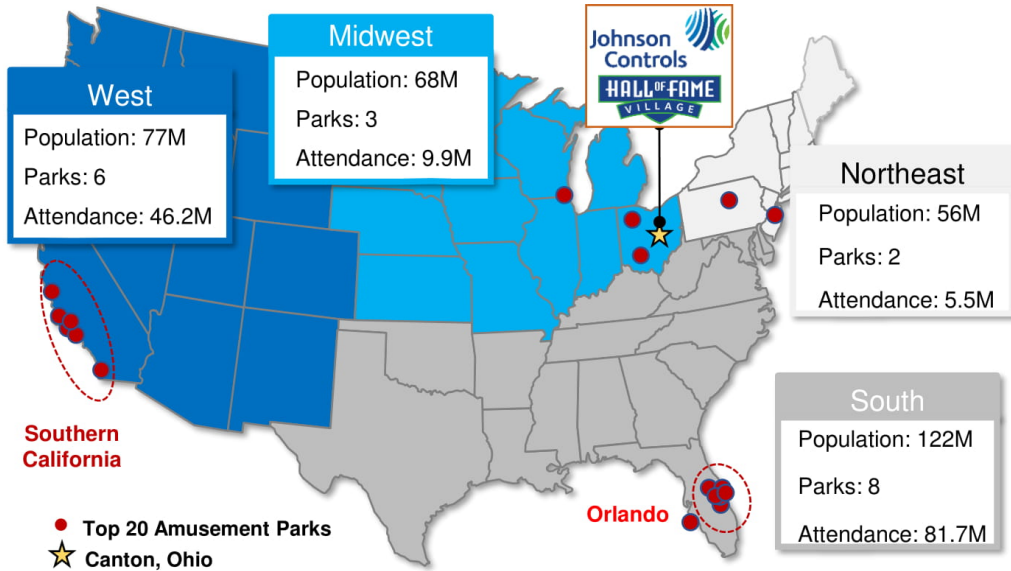 Midwest
Population: 68M
Parks: 3
Attendance: 9.9M
Johnson
Controls
HALL OF FAME
VILLAGE
West
Population: 77M
Parks: 6
Attendance: 46.2M
Northeast
Population: 56M
Parks: 2
Attendance: 5.5M
South
Population: 122M
Parks: 8
Attendance: 81.7M
Southern
California
Orlando
Top 20 Amusement Parks
Canton, Ohio